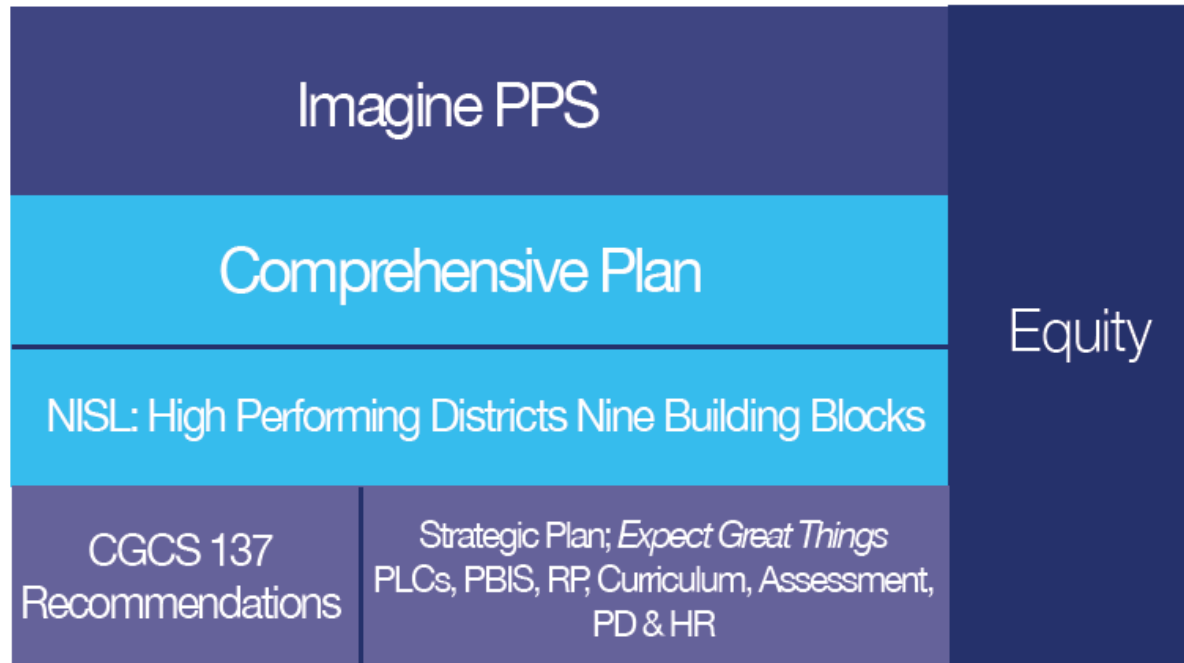 Imagine PPS
Comprehensive Plan
NISL: High Performing Districts Nine Building Blocks
CGCS 137
Recommendations
Strategic Plan; Expect Great Things
PLCs, PBIS, RP, Curriculum, Assessment,
PD & HR
Equity